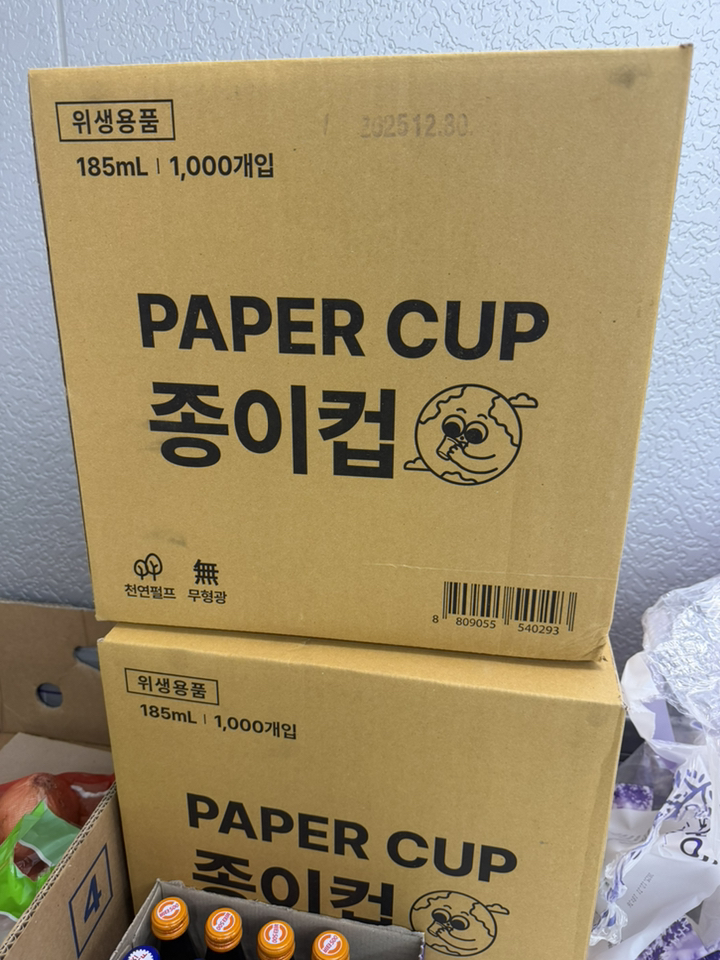 위생용품
2025 12.30.
185mL | 1,000개입
PAPER CUP
종이컵
천연펄프
無
무형광
8 809055 540293
위생용품
185mL | 1,000개입
PAPER CUP
종이컵
4